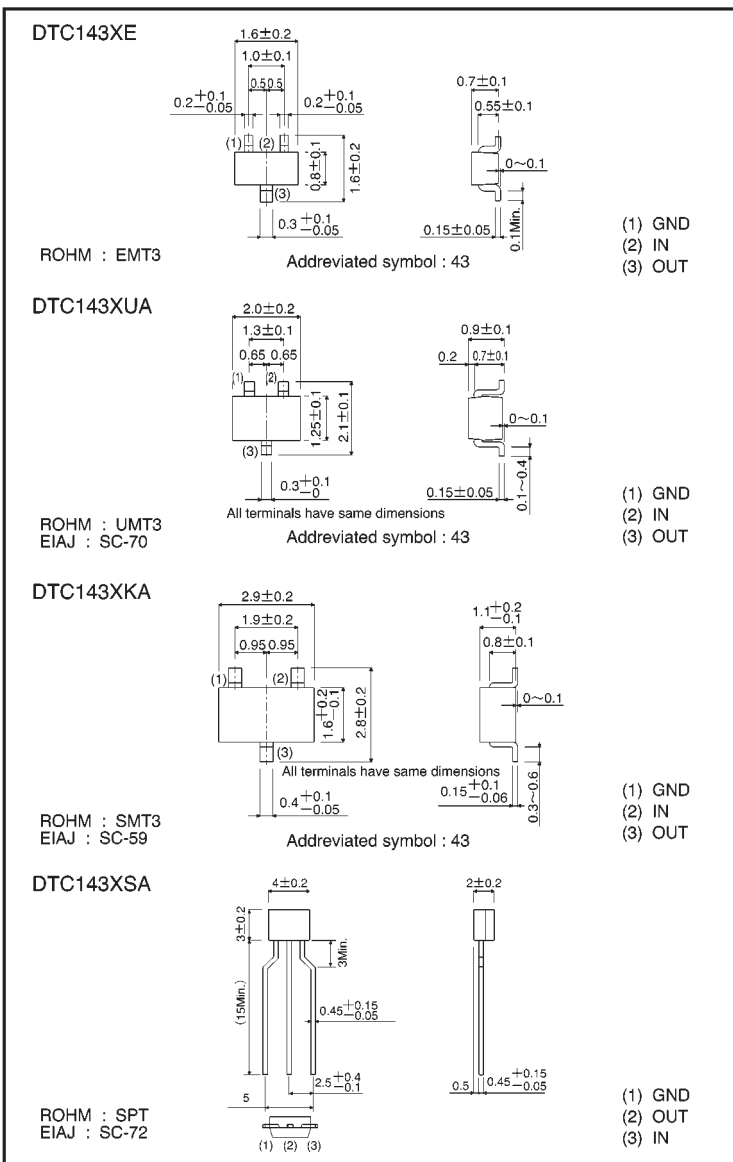 DTC143XE
1.6±0.2
1.0±0.1
0.5 0.5
0.2+0.1−0.05
0.2+0.1−0.05
(1) (2)
0.8±0.1
1.6±0.2
(3)
0.3+0.1−0.05
0.7±0.1
0.55±0.1
0~0.1
0.15±0.05
0.1Min.
ROHM : EMT3
Addreviated symbol : 43
(1) GND
(2) IN
(3) OUT
DTC143XUA
2.0±0.2
1.3±0.1
0.65 0.65
(1) (2)
1.25±0.1
2.1±0.1
(3)
0.3+0.1−0
0.9±0.1
0.2 0.7±0.1
0~0.1
0.15±0.05
0.1~0.4
All terminals have same dimensions
ROHM : UMT3
EIAJ : SC-70
Addreviated symbol : 43
(1) GND
(2) IN
(3) OUT
DTC143XKA
2.9±0.2
1.9±0.2
0.95 0.95
(1) (2)
1.6+0.2−0.1
2.8±0.2
(3)
All terminals have same dimensions
0.4+0.1−0.05
1.1+0.2−0.1
0.8±0.1
0~0.1
0.15+0.1−0.06
0.3~0.6
ROHM : SMT3
EIAJ : SC-59
Addreviated symbol : 43
(1) GND
(2) IN
(3) OUT
DTC143XSA
4±0.2
2±0.2
3±0.2
3Min.
(15Min.)
0.45+0.15−0.05
2.5+0.4−0.1
5
0.5 0.45+0.15−0.05
(1) (2) (3)
ROHM : SPT
EIAJ : SC-72
(1) GND
(2) OUT
(3) IN